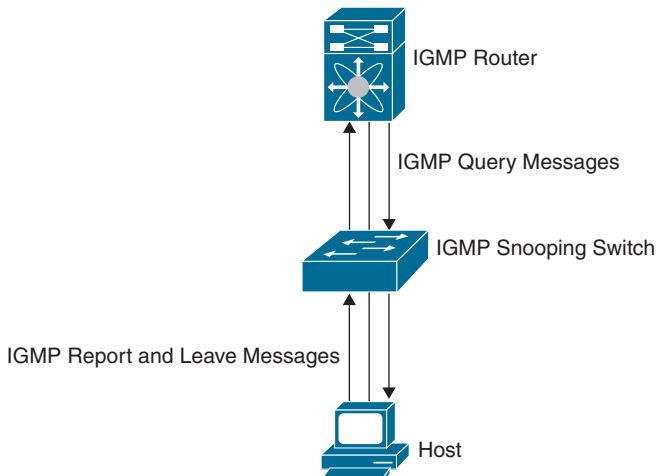 IGMP Router
IGMP Query Messages
IGMP Snooping Switch
IGMP Report and Leave Messages
Host